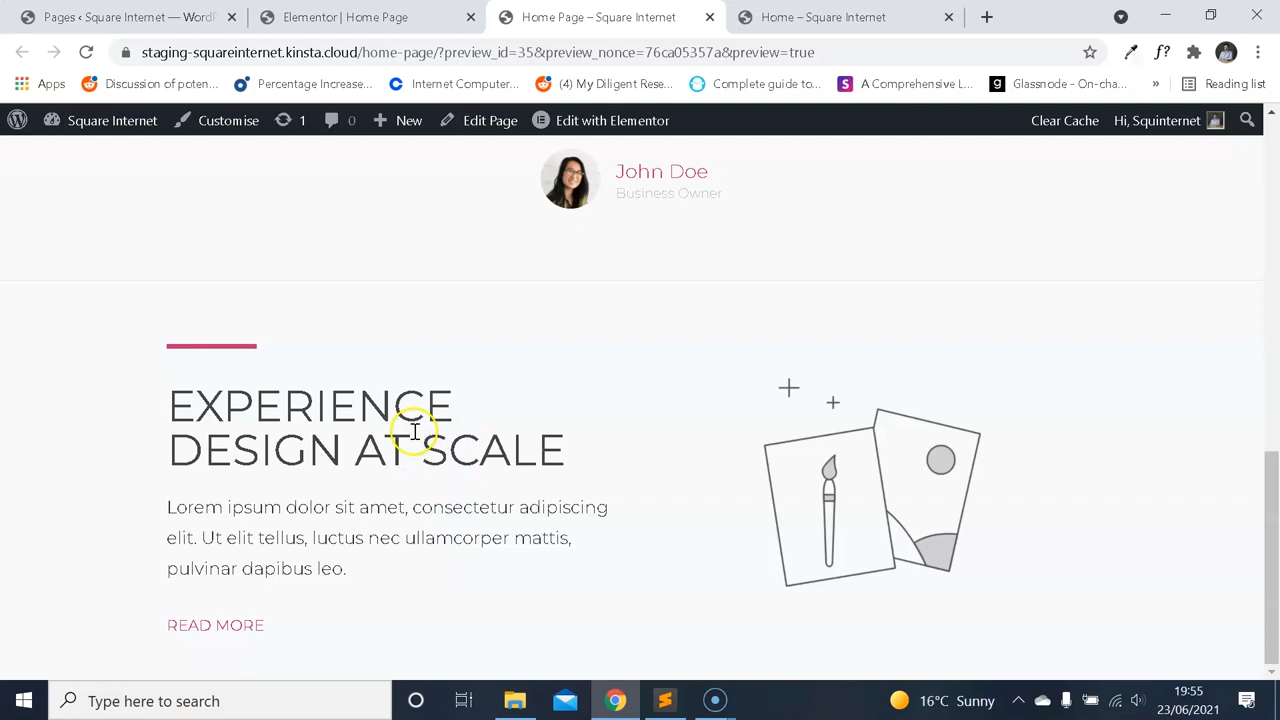 Pages ‹ Square Internet — WordP
Elementor | Home Page
Home Page – Square Internet
Home – Square Internet
staging-squareinternet.kinsta.cloud/home-page/?preview_id=35&preview_nonce=76ca05357a&preview=true
f?
Apps
Discussion of poten...
Percentage Increase...
Internet Computer...
(4) My Diligent Rese...
Complete guide to...
S
A Comprehensive L...
g
Glassnode - On-cha...
»
Reading list
Square Internet
Customise
1
0
New
Edit Page
Edit with Elementor
Clear Cache
Hi, Squinternet
John Doe
Business Owner
EXPERIENCE
DESIGN AT SCALE
Lorem ipsum dolor sit amet, consectetur adipiscing
elit. Ut elit tellus, luctus nec ullamcorper mattis,
pulvinar dapibus leo.
READ MORE
Type here to search
16°C Sunny
19:55
23/06/2021